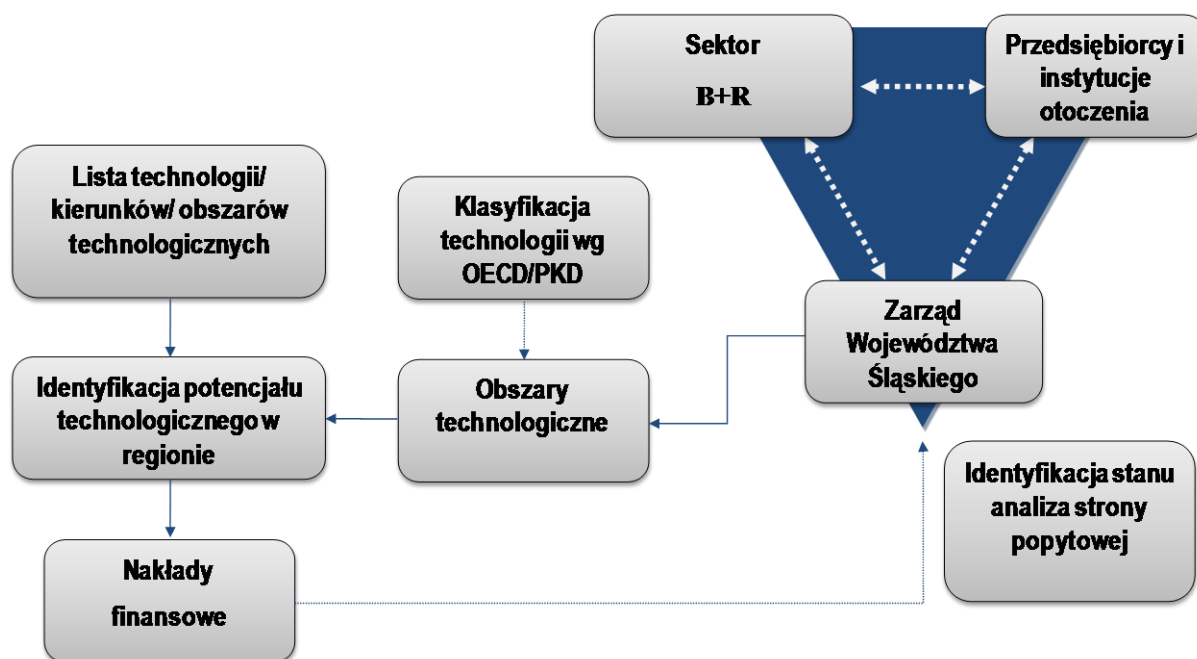 Sektor
B+R
Przedsiębiorcy i
instytucje
otoczenia
Lista technologii/
kierunków/ obszarów
technologicznych
Klasyfikacja
technologii wg
OECD/PKD
Zarząd
Województwa
Śląskiego
Identyfikacja potencjału
technologicznego w
regionie
Obszary
technologiczne
Identyfikacja stanu
analiza strony
popytowej
Nakłady
finansowe